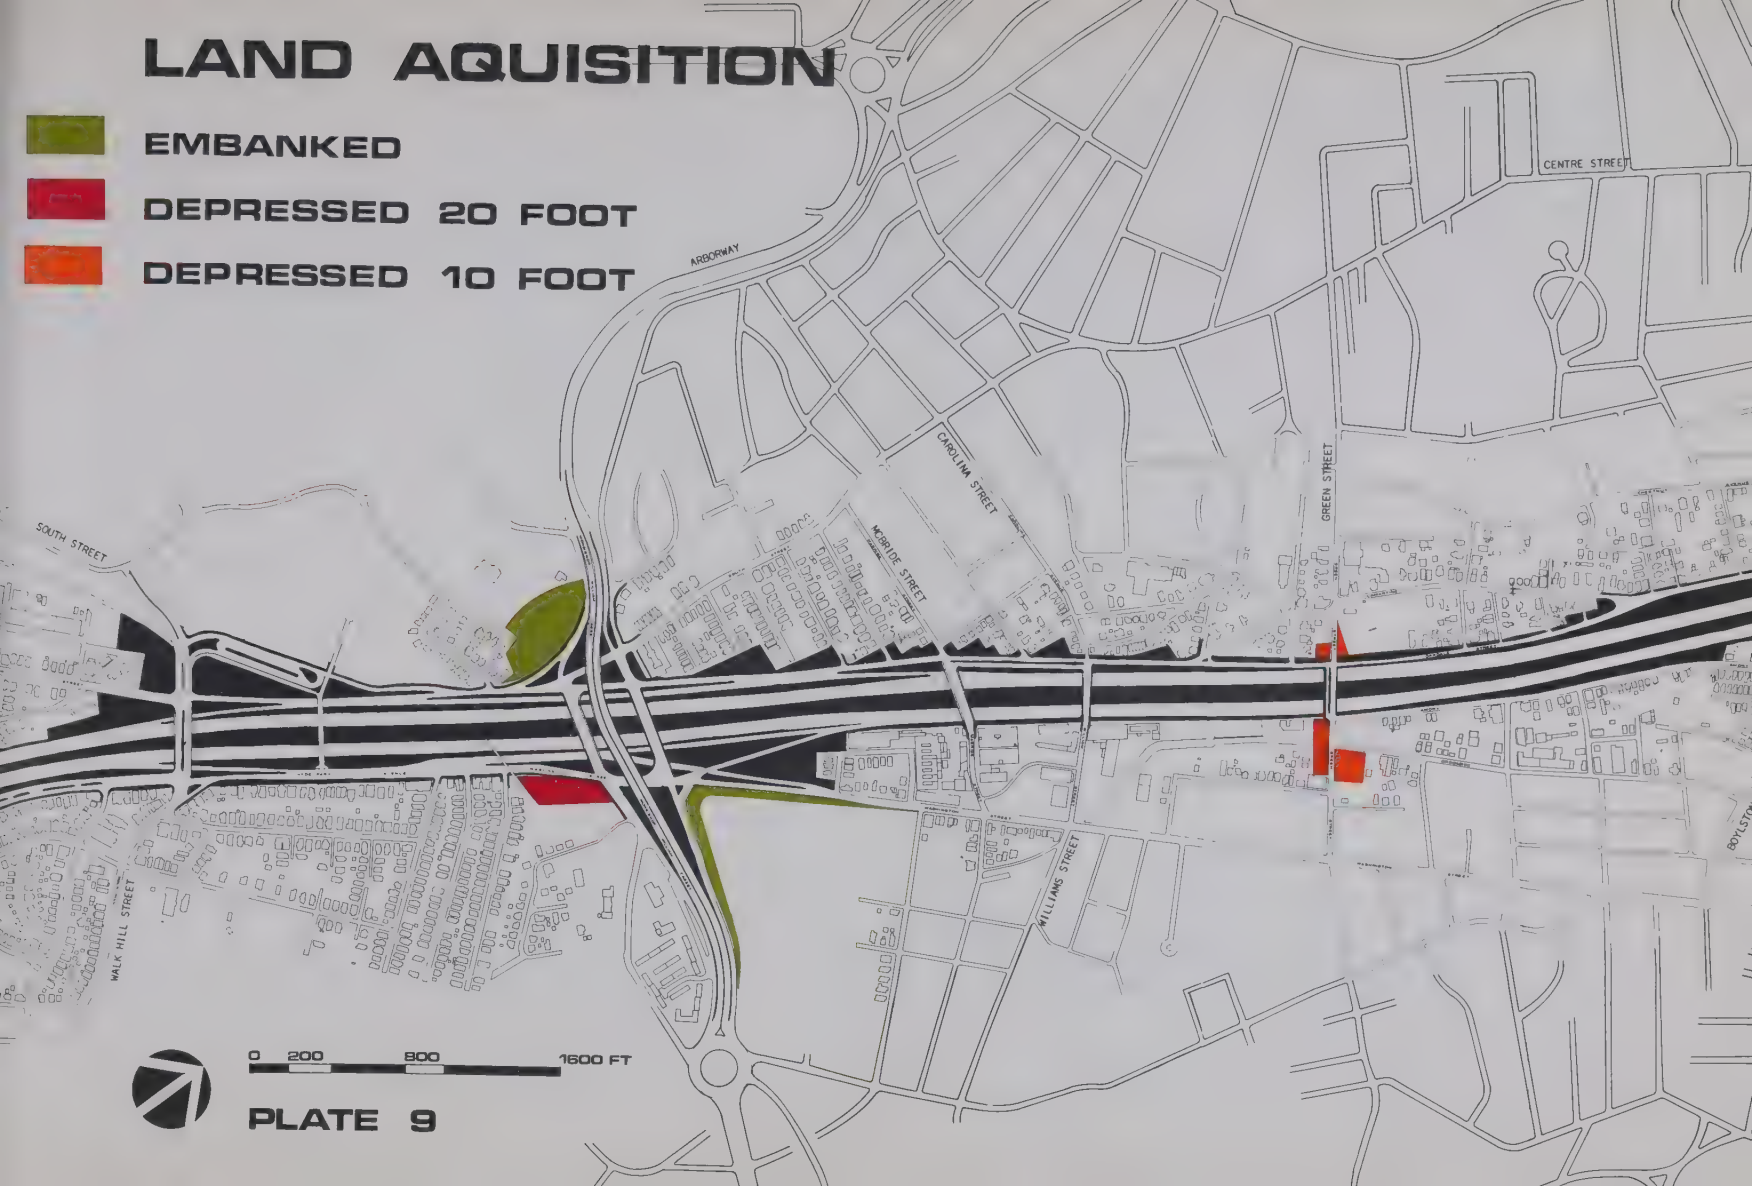 LAND AQUISITION
EMBANKED
DEPRESSED 20 FOOT
DEPRESSED 10 FOOT
CENTRE STREET
ARBORWAY
CAROLINA STREET
GREEN STREET
MCBRIDE STREET
SOUTH STREET
WILLIAMS STREET
WALK HILL STREET
BOYLSTON
0 200 800 1600 FT
PLATE 9